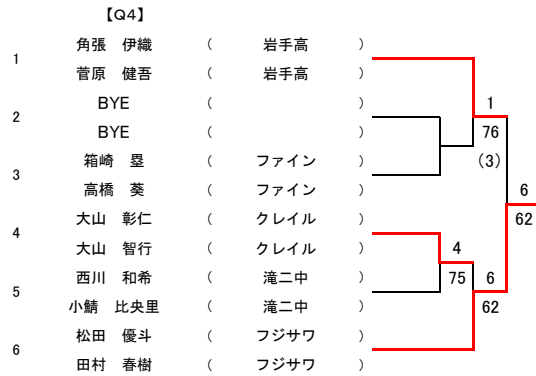 【Q4】
角張 伊織 ( 岩手高 )
1
菅原 健吾 ( 岩手高 )
BYE ( )
2
BYE ( )
箱崎 塁 ( ファイン )
3
高橋 葵 ( ファイン )
大山 彰仁 ( クレイル )
4
大山 智行 ( クレイル )
西川 和希 ( 滝二中 )
5
小鯖 比央里 ( 滝二中 )
松田 優斗 ( フジサワ )
6
田村 春樹 ( フジサワ )
1
76
(3)
4
75
6
62
6
62